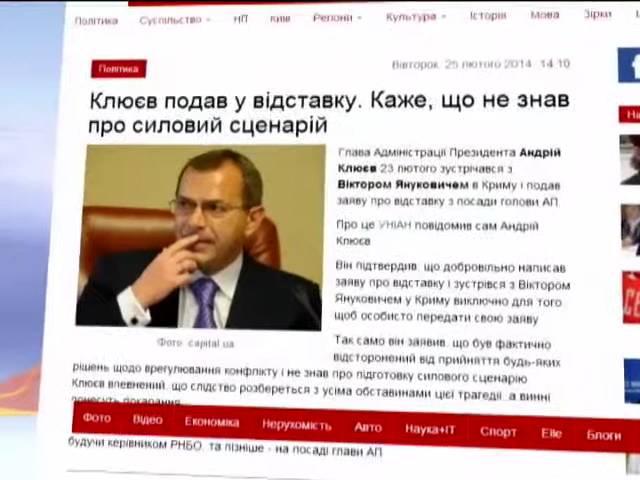 Політика Суспільство НП Київ Регіони Культура Історія Мова Зірки
Політика
Вівторок, 25 лютого 2014 14:10
Клюєв подав у відставку. Каже, що не знав
про силовий сценарій
Глава Адміністрації Президента Андрій
Клюєв 23 лютого зустрічався з
Віктором Януковичем в Криму і подав
заяву про відставку з посади голови АП.
Про це УНІАН повідомив сам Андрій
Клюєв
Він підтвердив, що добровільно написав
заяву про відставку і зустрівся з Віктором
Януковичем у Криму виключно для того,
щоб особисто передати свою заяву
Фото: capital.ua
Так само він заявив, що був фактично
відсторонений від прийняття будь-яких
рішень щодо врегулювання конфлікту і не знав про підготовку силового сценарію
Клюєв впевнений, що слідство розбереться з усіма обставинами цієї трагедії, а винні
понесуть покарання
Фото Відео Економіка Нерухомість Авто Наука+IT Спорт Elle Блоги
будучи керівником РНБО, та пізніше - на посаді глави АП